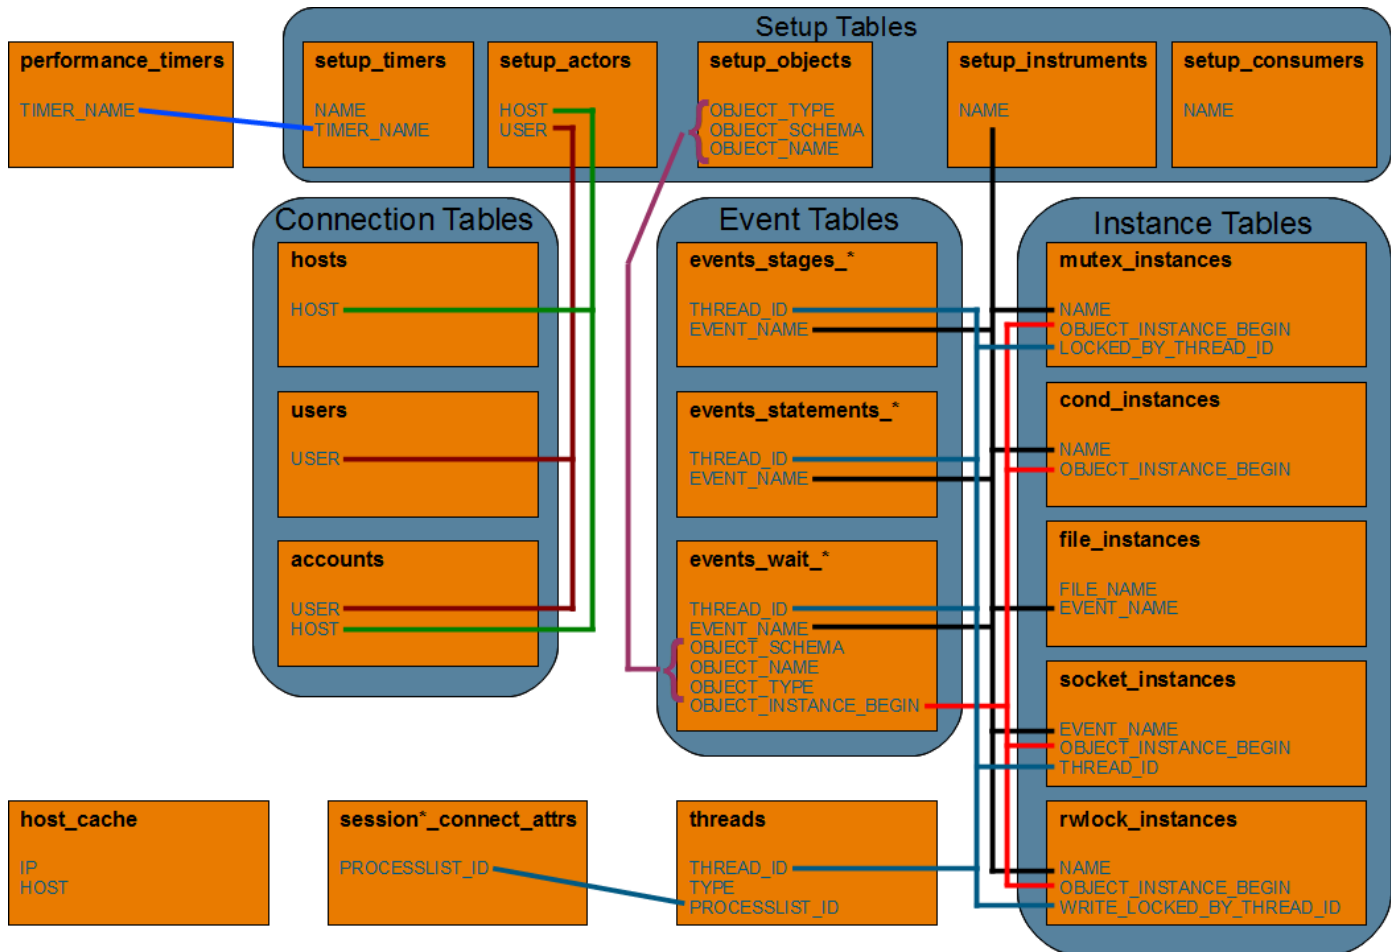 Setup Tables
performance_timers
TIMER_NAME
setup_timers
NAME
TIMER_NAME
setup_actors
HOST
USER
setup_objects
OBJECT_TYPE
OBJECT_SCHEMA
OBJECT_NAME
setup_instruments
NAME
setup_consumers
NAME
Connection Tables
hosts
HOST
users
USER
accounts
USER
HOST
Event Tables
events_stages_*
THREAD_ID
EVENT_NAME
events_statements_*
THREAD_ID
EVENT_NAME
events_wait_*
THREAD_ID
EVENT_NAME
OBJECT_SCHEMA
OBJECT_NAME
OBJECT_TYPE
OBJECT_INSTANCE_BEGIN
Instance Tables
mutex_instances
NAME
OBJECT_INSTANCE_BEGIN
LOCKED_BY_THREAD_ID
cond_instances
NAME
OBJECT_INSTANCE_BEGIN
file_instances
FILE_NAME
EVENT_NAME
socket_instances
EVENT_NAME
OBJECT_INSTANCE_BEGIN
THREAD_ID
rwlock_instances
NAME
OBJECT_INSTANCE_BEGIN
WRITE_LOCKED_BY_THREAD_ID
host_cache
IP
HOST
session*_connect_attrs
PROCESSLIST_ID
threads
THREAD_ID
TYPE
PROCESSLIST_ID